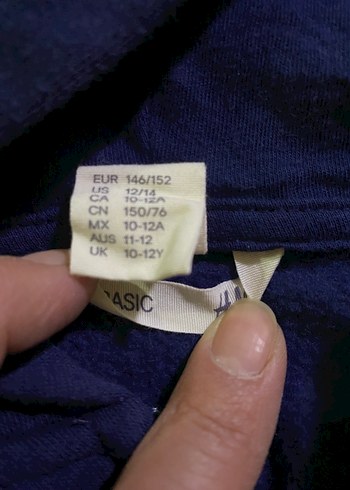 EUR 146/152
US 12/14
CA 10-12A
CN 150/76
MX 10-12A
AUS 11-12
UK 10-12Y
ASIC